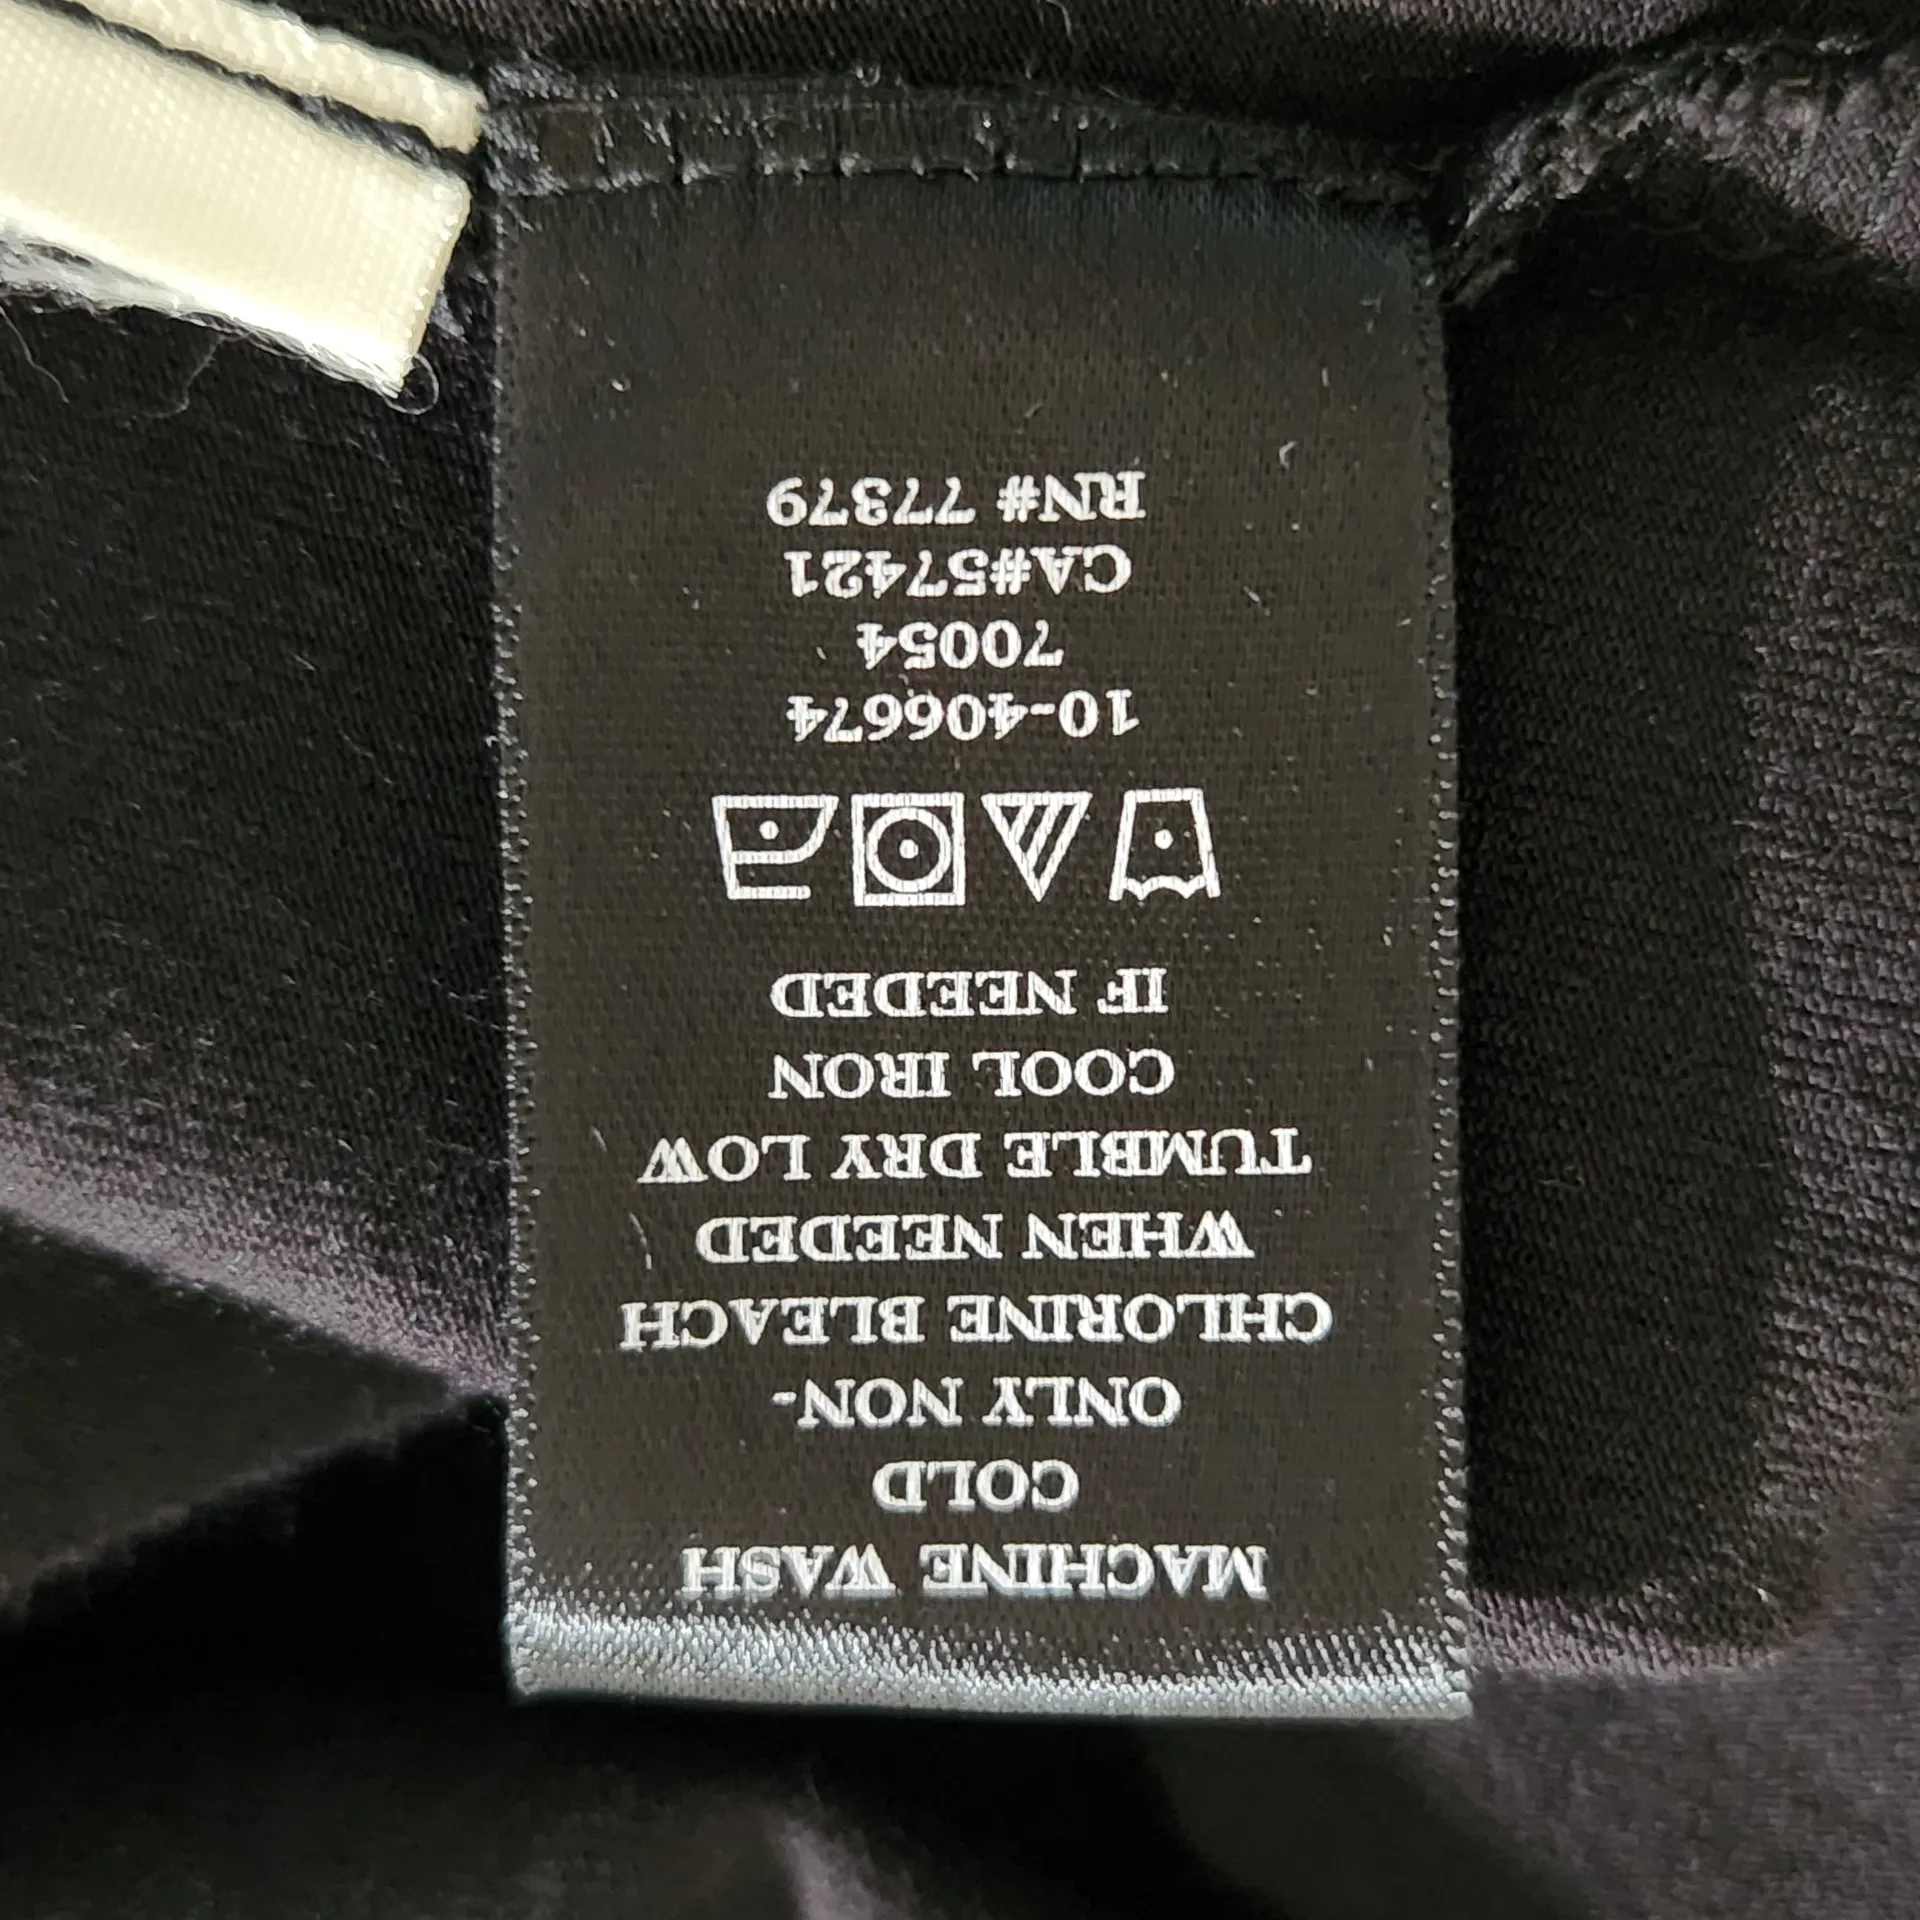 MACHINE WASH
COLD
ONLY NON-
CHLORINE BLEACH
WHEN NEEDED
TUMBLE DRY LOW
COOL IRON
IF NEEDED
10-406674
70054
CA#57421
RN# 77379